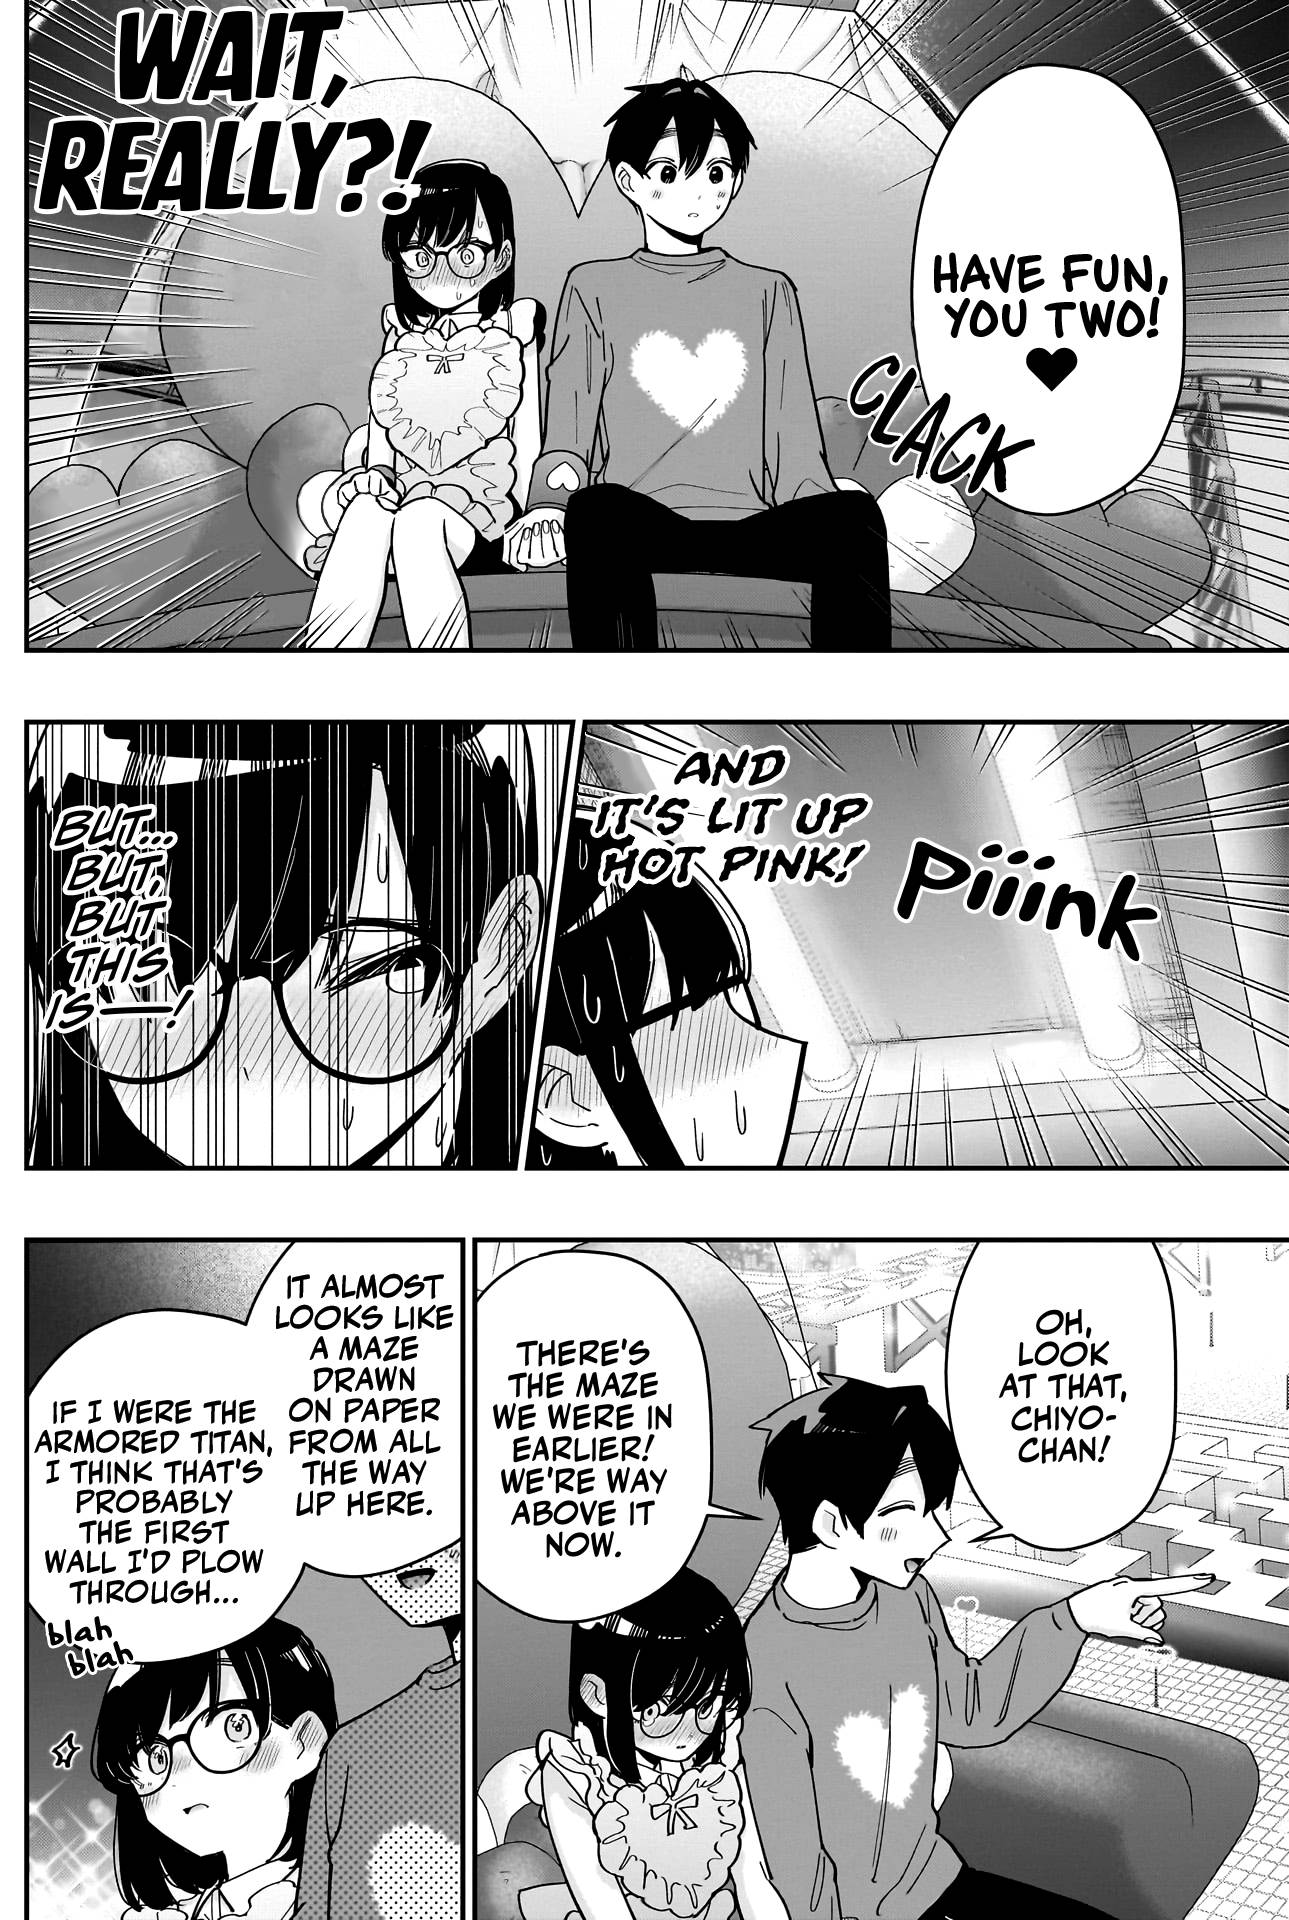 HAVE FUN,
YOU TWO!
♥
CLACK
WAIT,
REALLY?!
AND
IT'S LIT UP
HOT PINK!
Piiink
BUT...
BUT,
BUT
THIS
IS—!
OH,
LOOK
AT THAT,
CHIYO-
CHAN!
THERE'S
THE MAZE
WE WERE IN
EARLIER!
WE'RE WAY
ABOVE IT
NOW.
IT ALMOST
LOOKS LIKE
A MAZE
DRAWN
ON PAPER
FROM ALL
THE WAY
UP HERE.
IF I WERE THE
ARMORED TITAN,
I THINK THAT'S
PROBABLY
THE FIRST
WALL I'D PLOW
THROUGH...
blah
blah